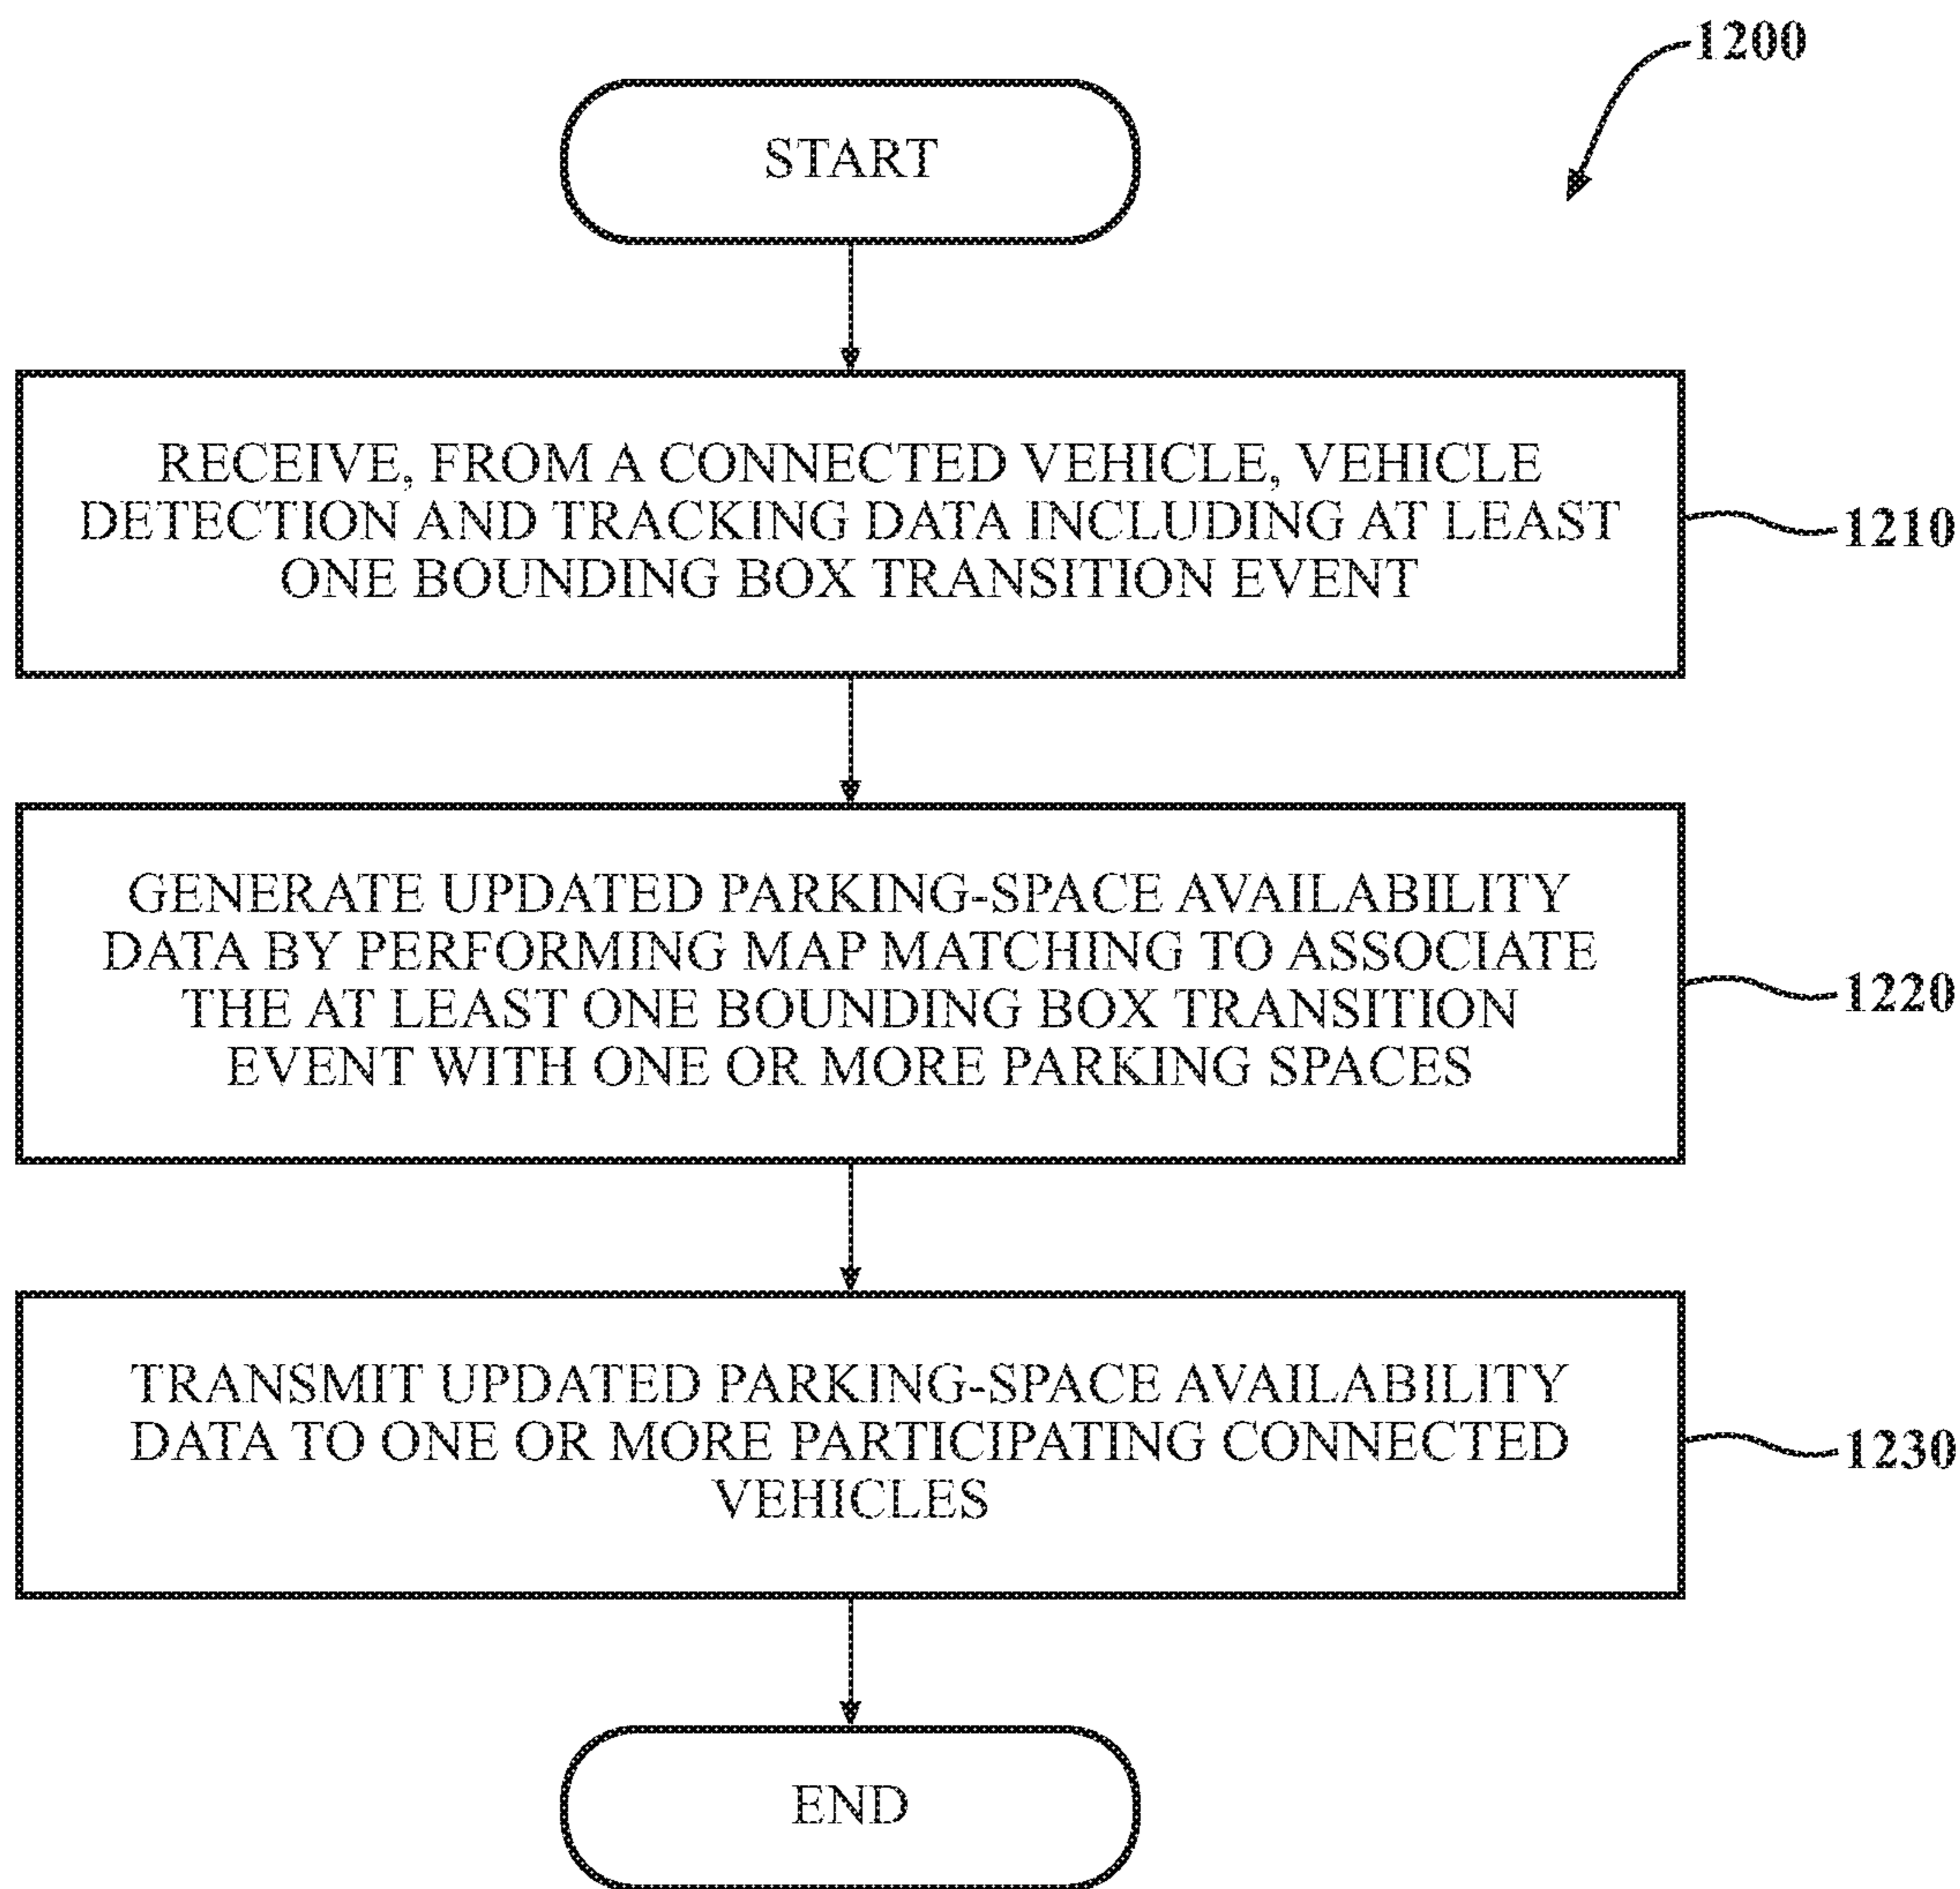 1200
START
RECEIVE, FROM A CONNECTED VEHICLE, VEHICLE
DETECTION AND TRACKING DATA INCLUDING AT LEAST
ONE BOUNDING BOX TRANSITION EVENT
1210
GENERATE UPDATED PARKING-SPACE AVAILABILITY
DATA BY PERFORMING MAP MATCHING TO ASSOCIATE
THE AT LEAST ONE BOUNDING BOX TRANSITION
EVENT WITH ONE OR MORE PARKING SPACES
1220
TRANSMIT UPDATED PARKING-SPACE AVAILABILITY
DATA TO ONE OR MORE PARTICIPATING CONNECTED
VEHICLES
1230
END